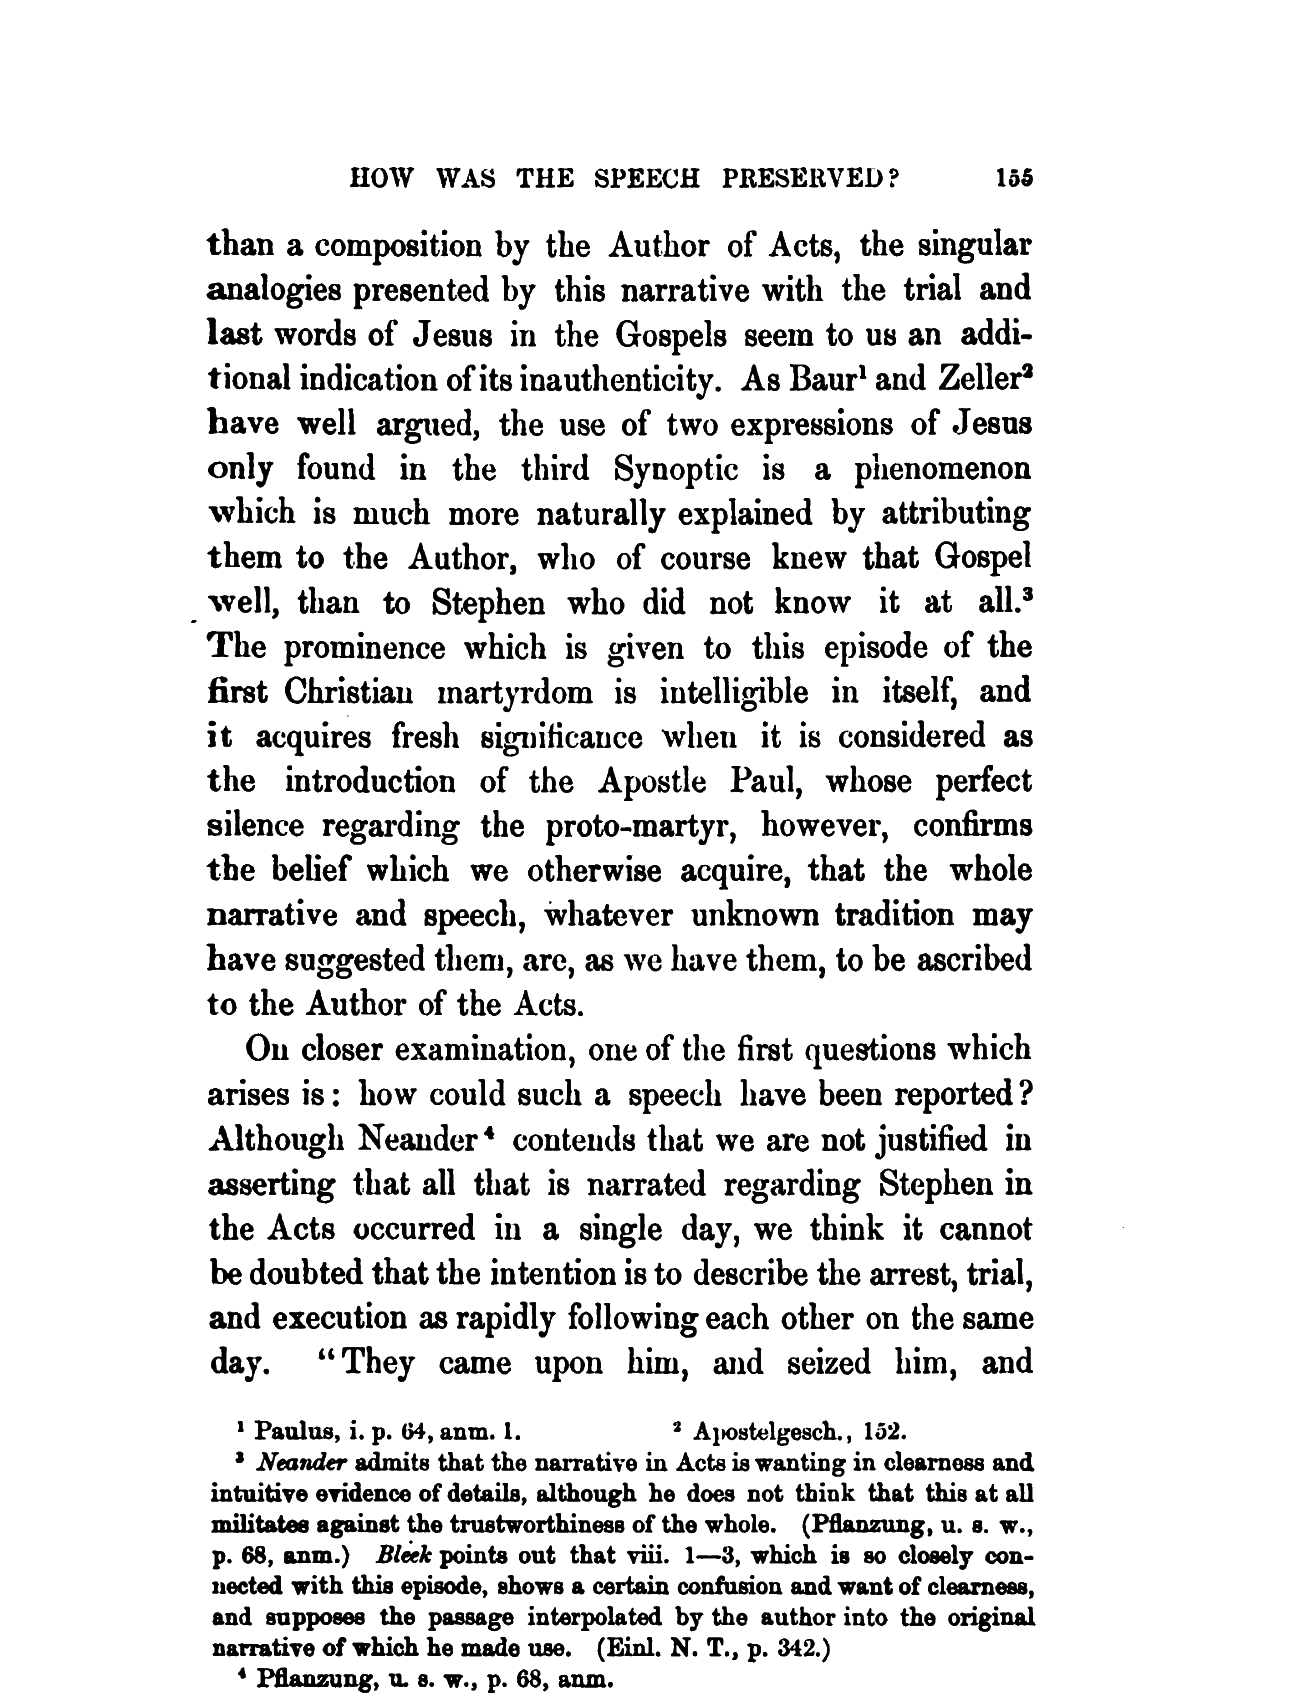 HOW WAS THE SPEECH PRESERVED? 155
than a composition by the Author of Acts, the singular
analogies presented by this narrative with the trial and
last words of Jesus in the Gospels seem to us an addi-
tional indication of its inauthenticity. As Baur¹ and Zeller²
have well argued, the use of two expressions of Jesus
only found in the third Synoptic is a phenomenon
which is much more naturally explained by attributing
them to the Author, who of course knew that Gospel
well, than to Stephen who did not know it at all.³
The prominence which is given to this episode of the
first Christian martyrdom is intelligible in itself, and
it acquires fresh significance when it is considered as
the introduction of the Apostle Paul, whose perfect
silence regarding the proto-martyr, however, confirms
the belief which we otherwise acquire, that the whole
narrative and speech, whatever unknown tradition may
have suggested them, are, as we have them, to be ascribed
to the Author of the Acts.
On closer examination, one of the first questions which
arises is: how could such a speech have been reported?
Although Neander⁴ contends that we are not justified in
asserting that all that is narrated regarding Stephen in
the Acts occurred in a single day, we think it cannot
be doubted that the intention is to describe the arrest, trial,
and execution as rapidly following each other on the same
day. “They came upon him, and seized him, and
¹ Paulus, i. p. 64, anm. 1. ² Apostelgesch., 152.
³ Neander admits that the narrative in Acts is wanting in clearness and
intuitive evidence of details, although he does not think that this at all
militates against the trustworthiness of the whole. (Pflanzung, u. s. w.,
p. 68, anm.) Bleek points out that viii. 1—3, which is so closely con-
nected with this episode, shows a certain confusion and want of clearness,
and supposes the passage interpolated by the author into the original
narrative of which he made use. (Einl. N. T., p. 342.)
⁴ Pflanzung, u. s. w., p. 68, anm.